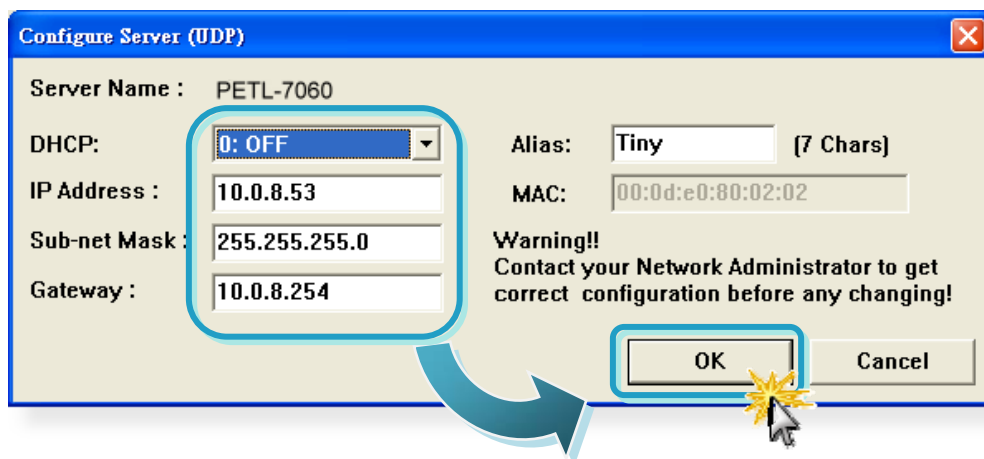 Configure Server (UDP)
Server Name : PETL-7060
DHCP: 0: OFF
Alias: Tiny (7 Chars)
IP Address : 10.0.8.53
MAC: 00:0d:e0:80:02:02
Sub-net Mask : 255.255.255.0
Gateway : 10.0.8.254
Warning!!
Contact your Network Administrator to get
correct configuration before any changing!
OK
Cancel